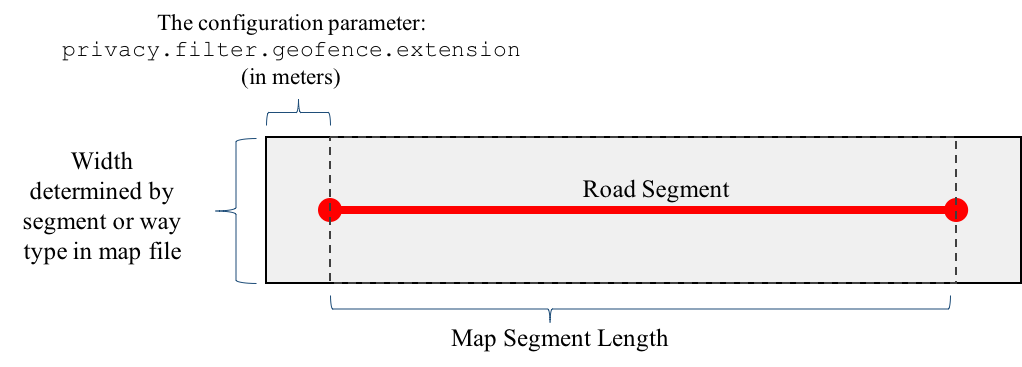 The configuration parameter:
privacy.filter.geofence.extension
(in meters)
Width
determined by
segment or way
type in map file
Road Segment
Map Segment Length